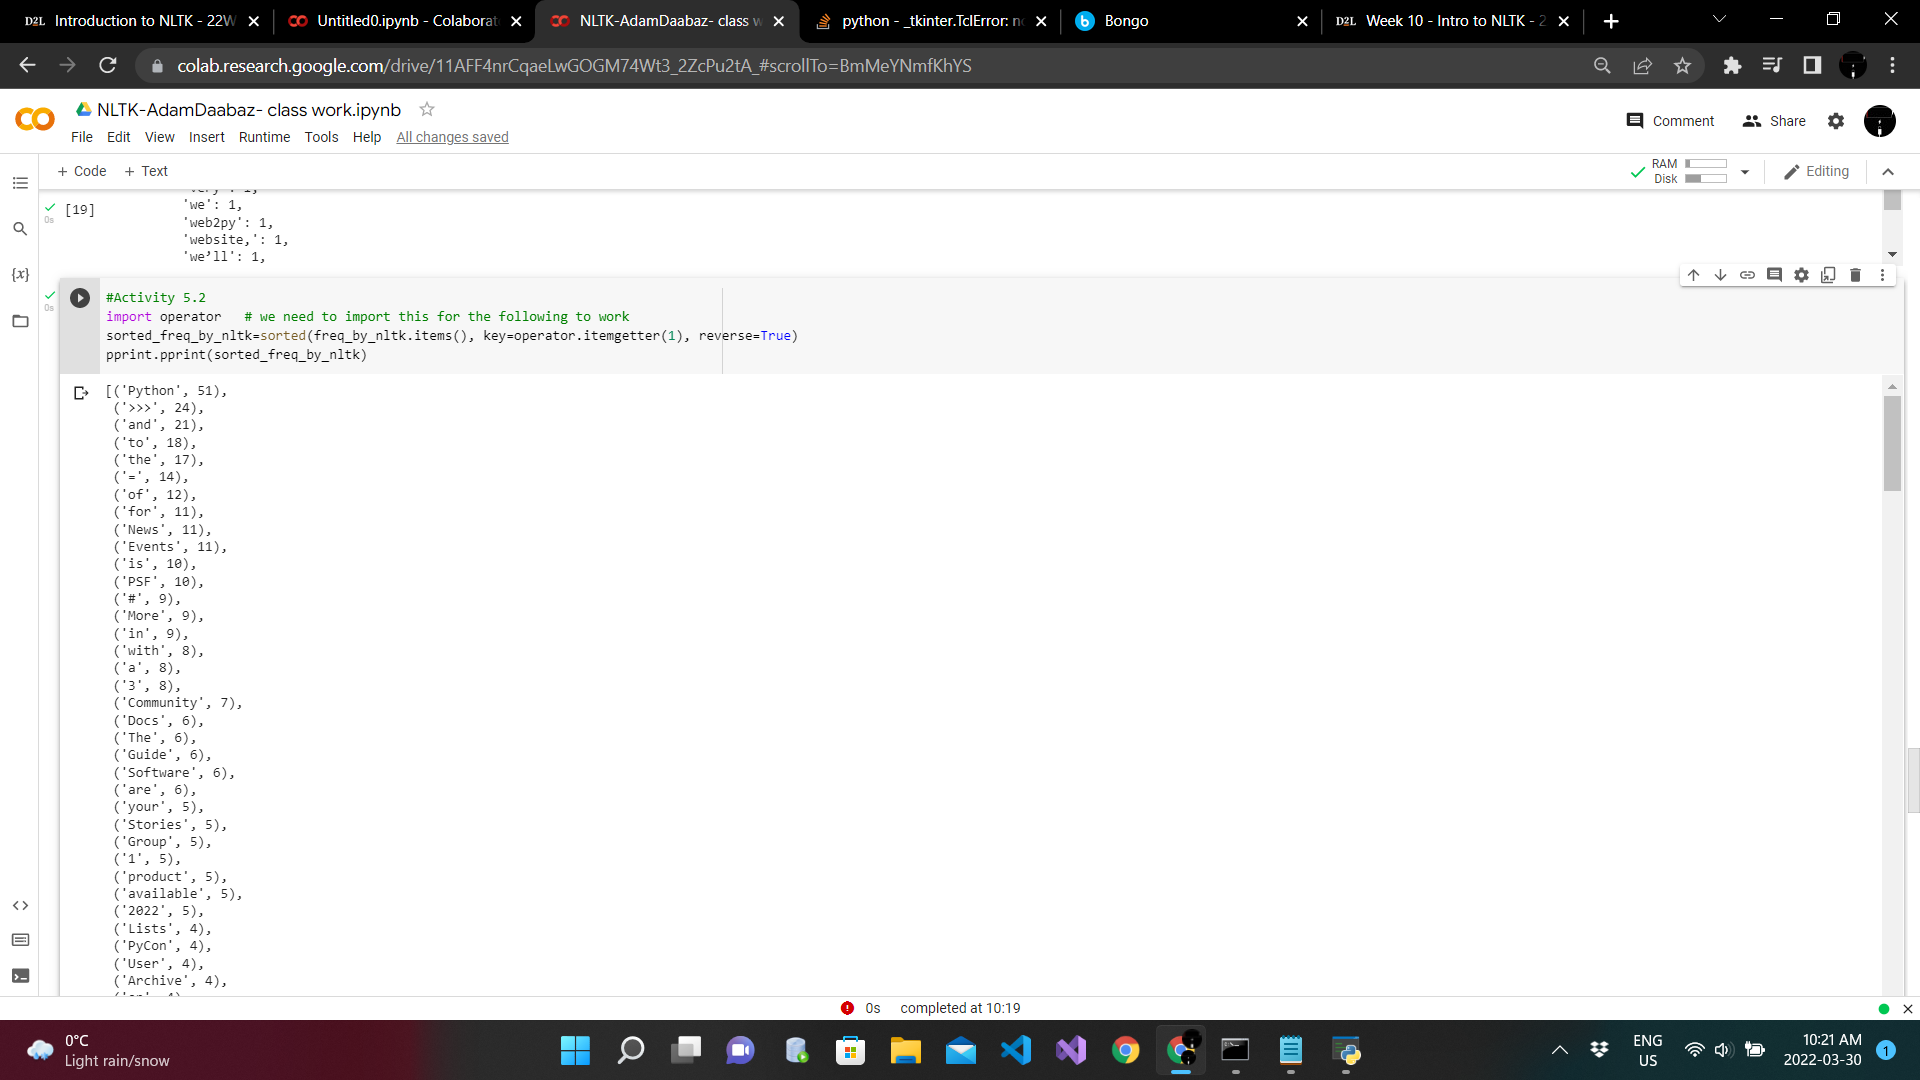 Introduction to NLTK - 22W
Untitled0.ipynb - Colaborat
NLTK-AdamDaabaz- class w
python - _tkinter.TclError: no
Bongo
Week 10 - Intro to NLTK - 2
colab.research.google.com/drive/11AFF4nrCqaeLwGOGM74Wt3_2ZcPu2tA_#scrollTo=BmMeYNmfKhYS
NLTK-AdamDaabaz- class work.ipynb
Comment
Share
File Edit View Insert Runtime Tools Help All changes saved
+ Code + Text
RAM
Disk
Editing
[19]
0s
'very': 1,
'we': 1,
'web2py': 1,
'website,': 1,
'we’ll': 1,
0s
#Activity 5.2
import operator   # we need to import this for the following to work
sorted_freq_by_nltk=sorted(freq_by_nltk.items(), key=operator.itemgetter(1), reverse=True)
pprint.pprint(sorted_freq_by_nltk)
[('Python', 51),
('>>>', 24),
('and', 21),
('to', 18),
('the', 17),
('=', 14),
('of', 12),
('for', 11),
('News', 11),
('Events', 11),
('is', 10),
('PSF', 10),
('#', 9),
('More', 9),
('in', 9),
('with', 8),
('a', 8),
('3', 8),
('Community', 7),
('Docs', 6),
('The', 6),
('Guide', 6),
('Software', 6),
('are', 6),
('your', 5),
('Stories', 5),
('Group', 5),
('1', 5),
('product', 5),
('available', 5),
('2022', 5),
('Lists', 4),
('PyCon', 4),
('User', 4),
('Archive', 4),
0s completed at 10:19
0°C
Light rain/snow
ENG
US
10:21 AM
2022-03-30
1